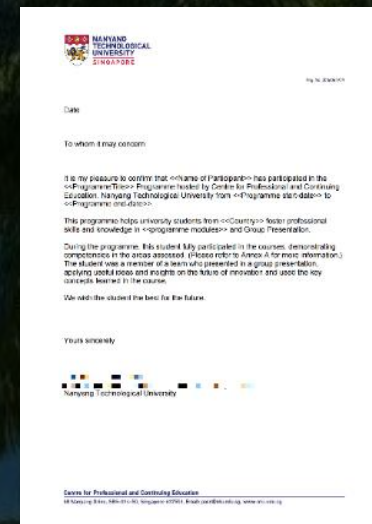 NANYANG
TECHNOLOGICAL
UNIVERSITY
SINGAPORE
Date
To whom it may concern
It is my pleasure to confirm that <<Name of Participant>> has participated in the
<<ProgrammeTitle>> Programme hosted by Centre for Professional and Continuing
Education, Nanyang Technological University from <<Programme start-date>> to
<<Programme end-date>>.
This programme helps university students from <<Country>> foster professional
skills and knowledge in <<programme modules>> and Group Presentation.
During the programme, this student fully participated in the courses, demonstrating
competencies in the areas assessed. (Please refer to Annex A for more information.)
The student was a member of a team who presented in a group presentation,
applying useful ideas and insights on the future of innovation and used the key
concepts learned in the course.
We wish the student the best for the future.
Yours sincerely
Nanyang Technological University
Centre for Professional and Continuing Education